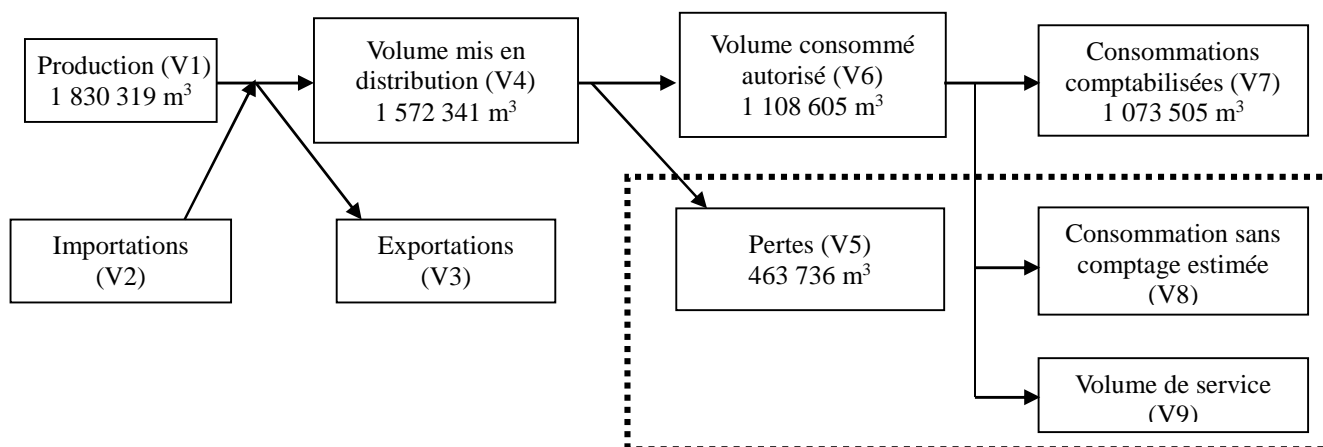 Production (V1)
1 830 319 m³
Volume mis en
distribution (V4)
1 572 341 m³
Volume consommé
autorisé (V6)
1 108 605 m³
Consommations
comptabilisées (V7)
1 073 505 m³
Importations
(V2)
Exportations
(V3)
Pertes (V5)
463 736 m³
Consommation sans
comptage estimée
(V8)
Volume de service
(V9)